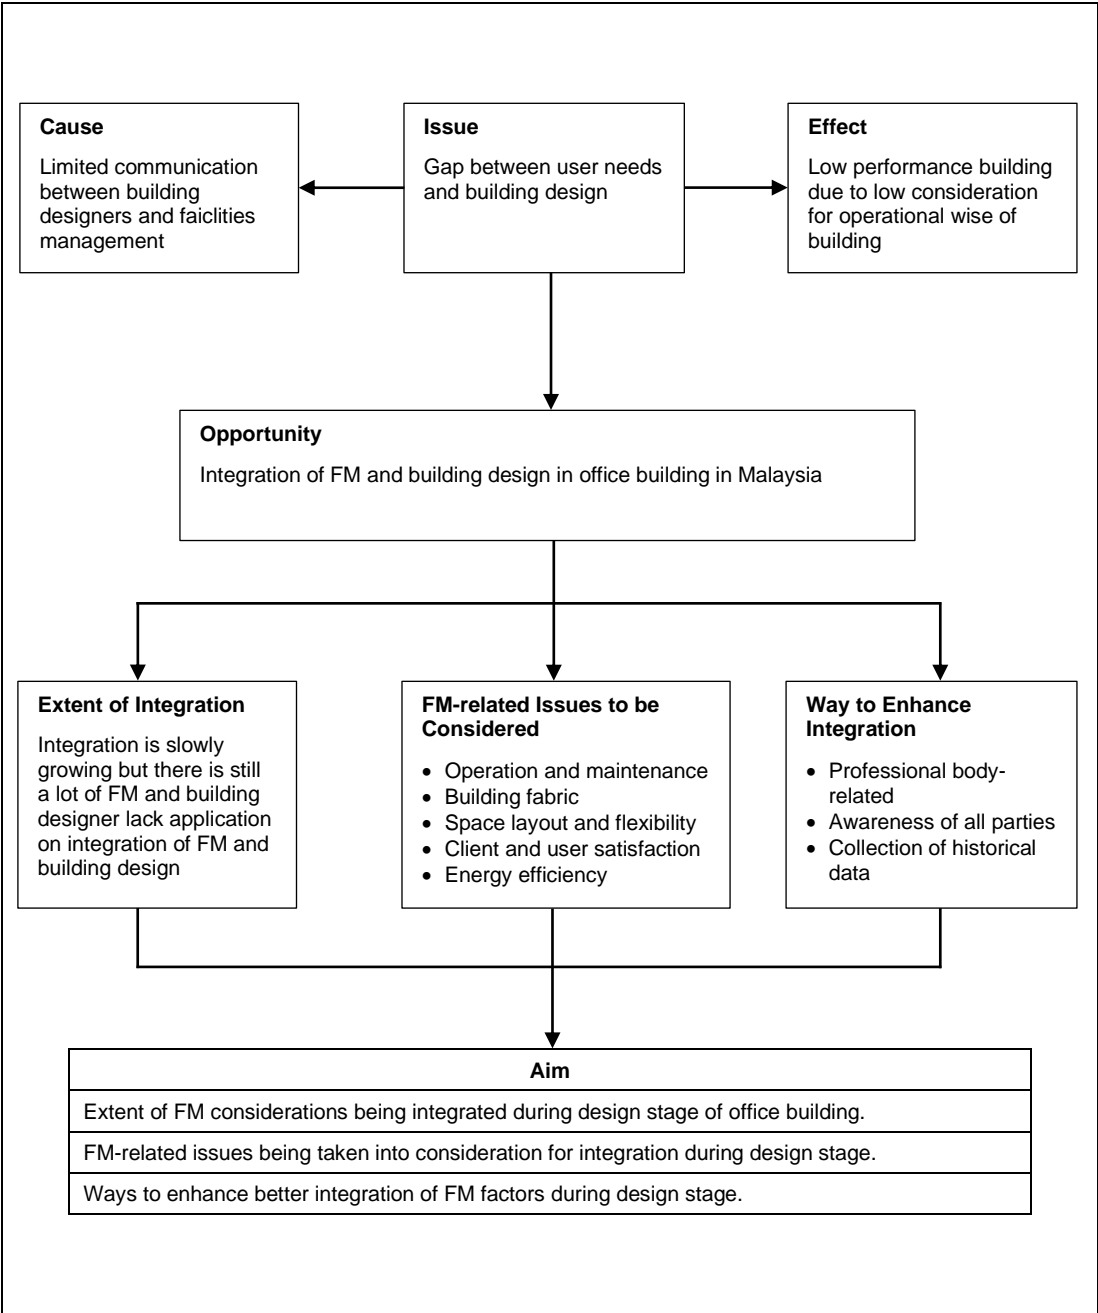 Cause
Limited communication
between building
designers and faiclities
management
Issue
Gap between user needs
and building design
Effect
Low performance building
due to low consideration
for operational wise of
building
Opportunity
Integration of FM and building design in office building in Malaysia
Extent of Integration
Integration is slowly
growing but there is still
a lot of FM and building
designer lack application
on integration of FM and
building design
FM-related Issues to be
Considered
• Operation and maintenance
• Building fabric
• Space layout and flexibility
• Client and user satisfaction
• Energy efficiency
Way to Enhance
Integration
• Professional body-
related
• Awareness of all parties
• Collection of historical
data
Aim
Extent of FM considerations being integrated during design stage of office building.
FM-related issues being taken into consideration for integration during design stage.
Ways to enhance better integration of FM factors during design stage.